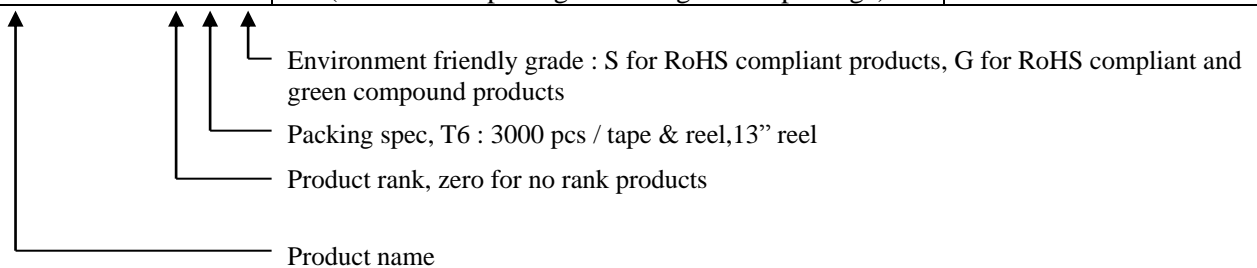 Environment friendly grade : S for RoHS compliant products, G for RoHS compliant and
green compound products
Packing spec, T6 : 3000 pcs / tape & reel,13” reel
Product rank, zero for no rank products
Product name